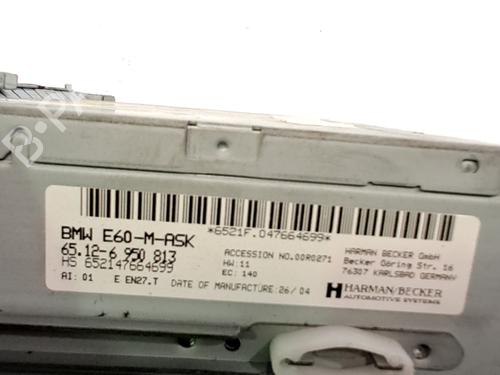 *6521F.047664699*
BMW E60-M-ASK
65.12-6 950 813
HS 652147664699
AI: 01 E EN27.T
ACCESSION NO.00R0271
HW:11
EC: 140
DATE OF MANUFACTURE:26/04
HARMAN BECKER GmbH
Becker Göring Str. 16
76307 KARLSBAD GERMANY
HARMAN/BECKER
AUTOMOTIVE SYSTEMS
B-PA